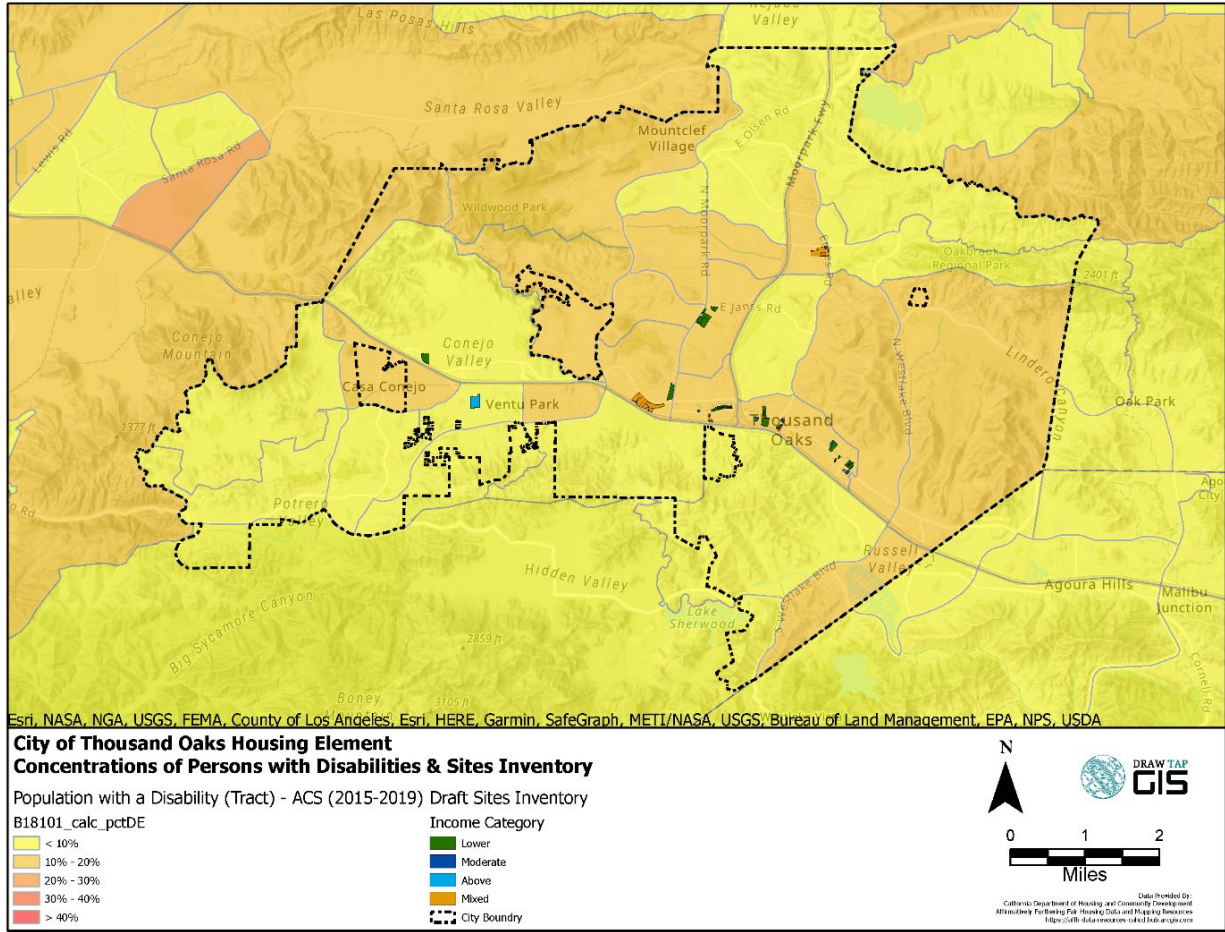 Las Posas Hills
Valley
Santa Rosa Valley
Mountclef
Village
E Olsen Rd
Moorpark Fwy
Lewis Rd
Santa Rosa Rd
Wildwood Park
N Moorpark Rd
Oakbrook
Regional Park
2401 ft
alley
E Janss Rd
Conejo
Mountain
Conejo
Valley
Lindero Canyon
N Westlake Blvd
Casa Conejo
Ventu Park
Oak Park
Thousand
Oaks
1377 ft
Potrero
Valley
o Rd
Ago
City
Hidden Valley
Russell
Valley
S Westlake Blvd
Agoura Hills
Malibu
Junction
Lake
Sherwood
Big Sycamore Canyon
2859 ft
Cornell Rd
Boney
3105 ft
Esri, NASA, NGA, USGS, FEMA, County of Los Angeles, Esri, HERE, Garmin, SafeGraph, METI/NASA, USGS, Bureau of Land Management, EPA, NPS, USDA
City of Thousand Oaks Housing Element
Concentrations of Persons with Disabilities & Sites Inventory
Population with a Disability (Tract) - ACS (2015-2019) Draft Sites Inventory
B18101_calc_pctDE
Income Category
< 10%
Lower
10% - 20%
Moderate
20% - 30%
Above
30% - 40%
Mixed
> 40%
City Boundry
N
DRAW TAP
GIS
0 1 2
Miles
Data Provided By:
California Department of Housing and Community Development
Affirmatively Furthering Fair Housing Data and Mapping Resources